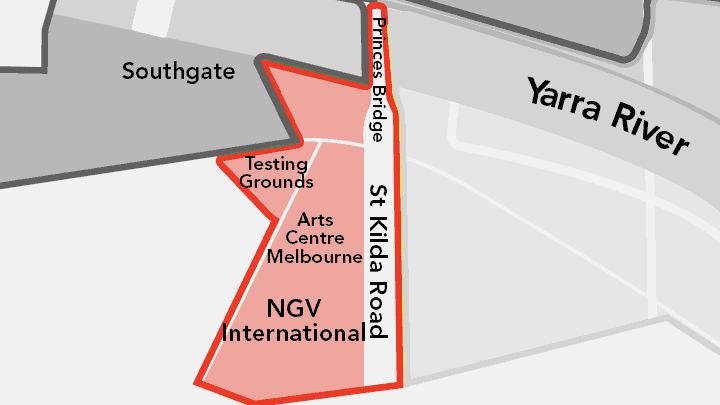 Princes Bridge
Southgate
Yarra River
Testing
Grounds
St Kilda Road
Arts
Centre
Melbourne
NGV
International